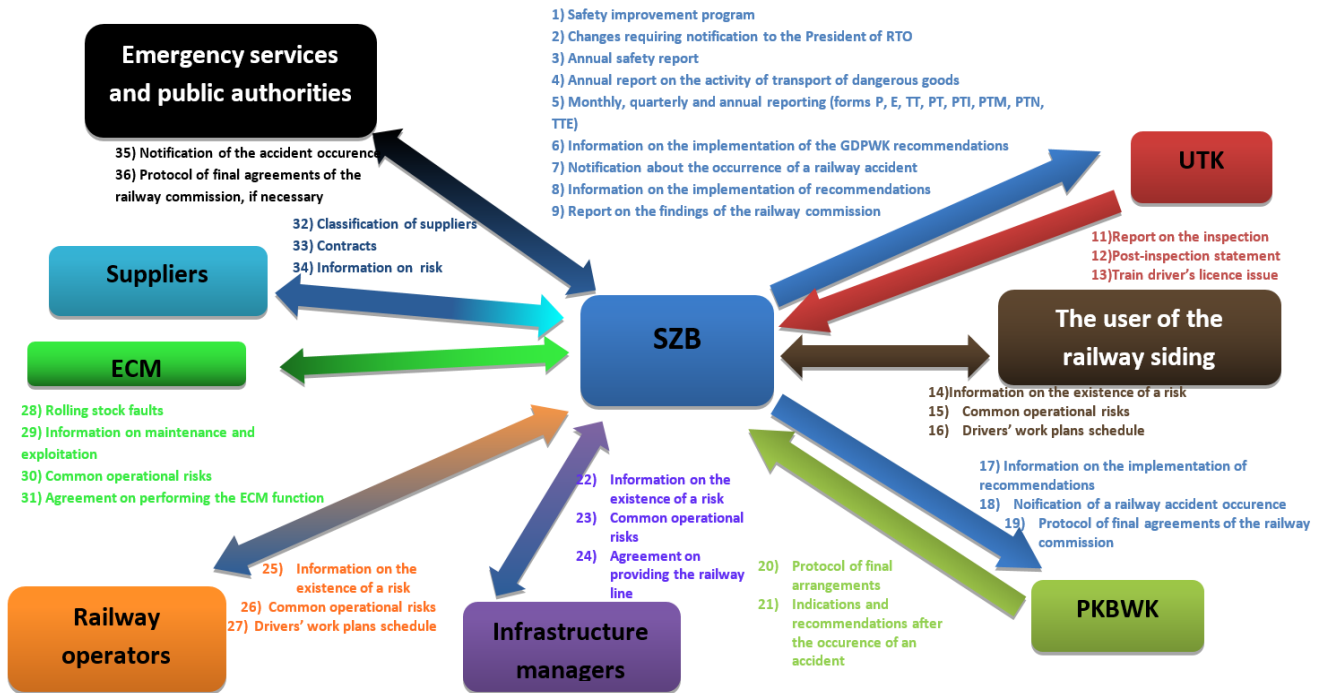 Emergency services
and public authorities
35) Notification of the accident occurence
36) Protocol of final agreements of the
railway commission, if necessary
1) Safety improvement program
2) Changes requiring notification to the President of RTO
3) Annual safety report
4) Annual report on the activity of transport of dangerous goods
5) Monthly, quarterly and annual reporting (forms P, E, TT, PT, PTI, PTM, PTN,
TTE)
6) Information on the implementation of the GDPWK recommendations
7) Notification about the occurrence of a railway accident
8) Information on the implementation of recommendations
9) Report on the findings of the railway commission
UTK
11)Report on the inspection
12)Post-inspection statement
13)Train driver's licence issue
32) Classification of suppliers
33) Contracts
34) Information on risk
Suppliers
SZB
The user of the
railway siding
14)Information on the existence of a risk
15) Common operational risks
16) Drivers' work plans schedule
ECM
28) Rolling stock faults
29) Information on maintenance and
exploitation
30) Common operational risks
31) Agreement on performing the ECM function
17) Information on the implementation of
recommendations
18) Noification of a railway accident occurence
19) Protocol of final agreements of the railway
commission
22) Information on the
existence of a risk
23) Common operational
risks
24) Agreement on
providing the railway
line
25) Information on the
existence of a risk
26) Common operational risks
27) Drivers' work plans schedule
20) Protocol of final
arrangements
21) Indications and
recommendations after
the occurence of an
accident
Railway
operators
Infrastructure
managers
PKBWK